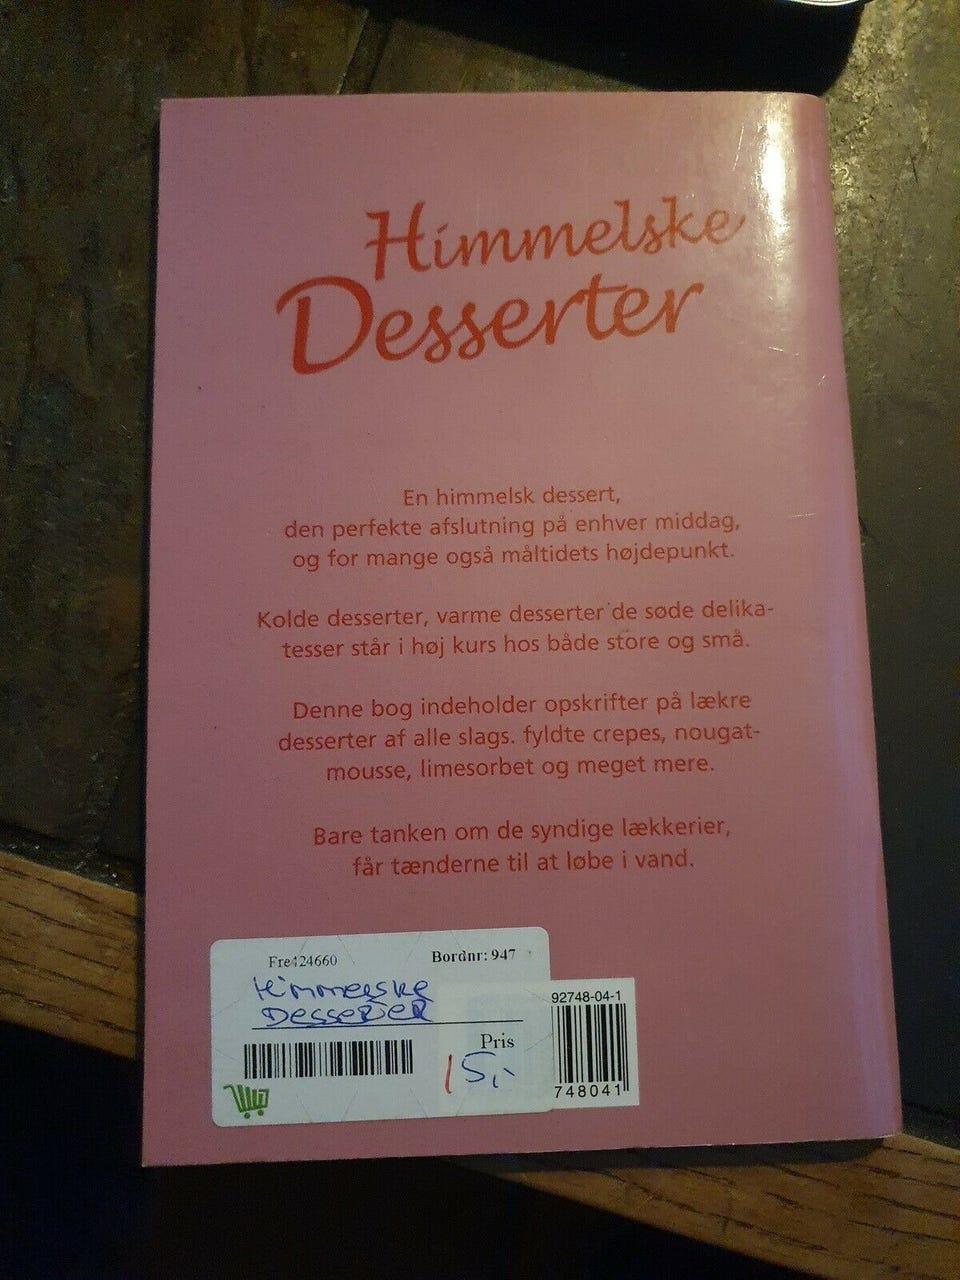 Himmelske
Desserter
En himmelsk dessert,
den perfekte afslutning på enhver middag,
og for mange også måltidets højdepunkt.
Kolde desserter, varme desserter de søde delika-
tesser står i høj kurs hos både store og små.
Denne bog indeholder opskrifter på lækre
desserter af alle slags. fyldte crepes, nougat-
mousse, limesorbet og meget mere.
Bare tanken om de syndige lækkerier,
får tænderne til at løbe i vand.
Fre424660 Bordnr: 947
Himmelske
Pris
15,-
92748-04-1
748041